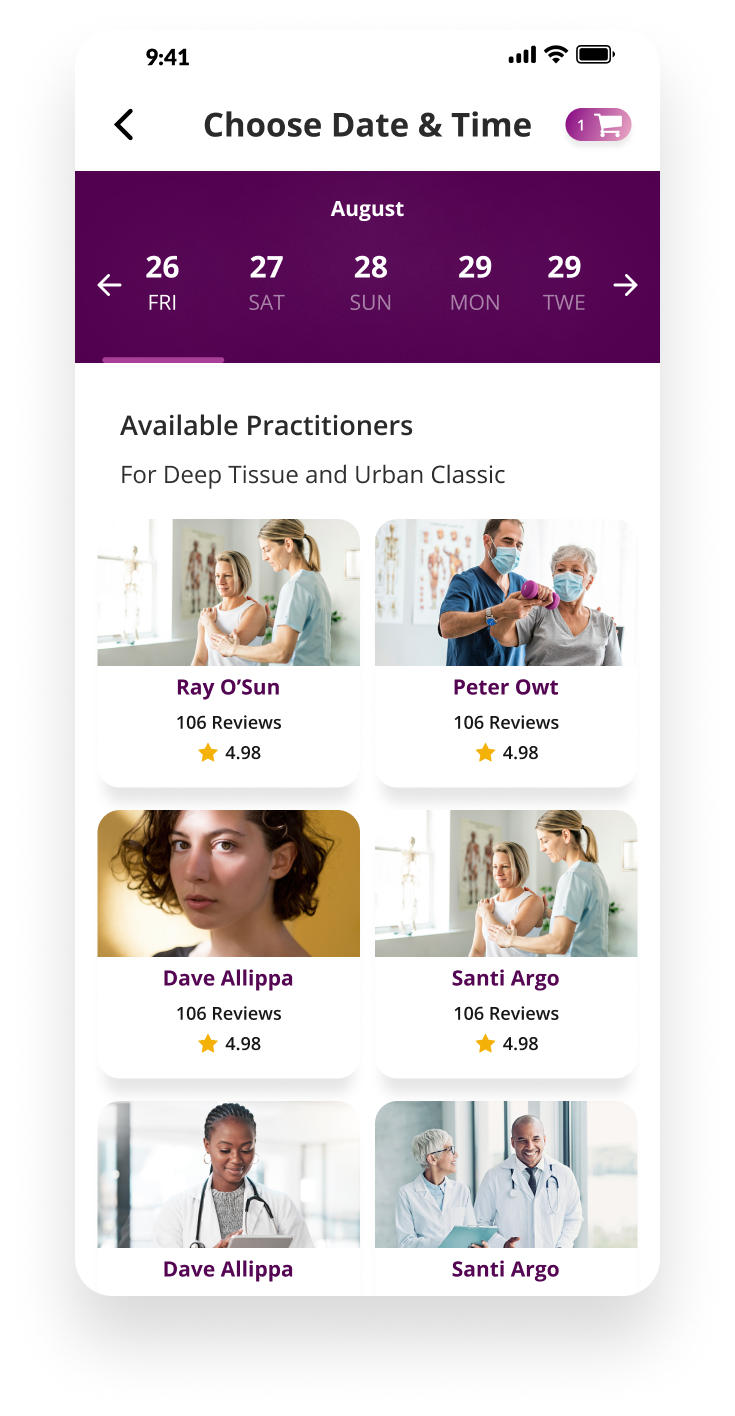 9:41
Choose Date & Time
1
August
26 27 28 29 29
FRI SAT SUN MON TWE
Available Practitioners
For Deep Tissue and Urban Classic
Ray O’Sun
106 Reviews
4.98
Peter Owt
106 Reviews
4.98
Dave Allippa
106 Reviews
4.98
Santi Argo
106 Reviews
4.98
Dave Allippa
Santi Argo